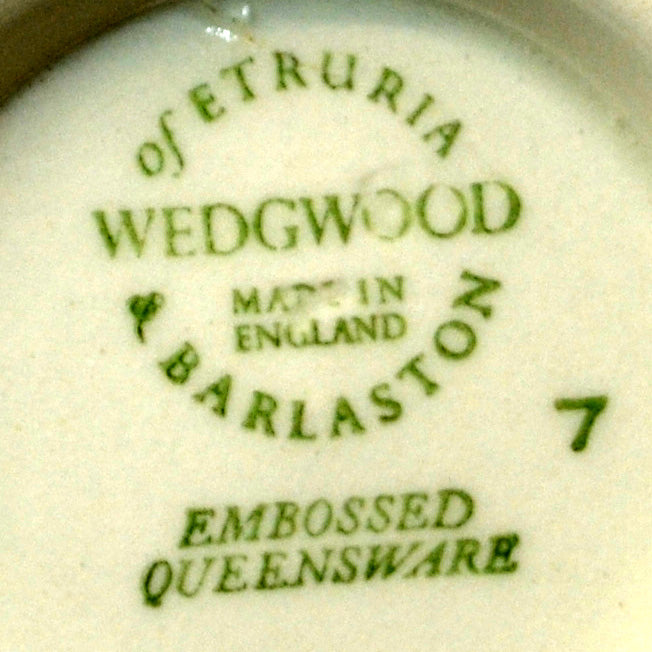 of ETRURIA
WEDGWOOD
MADE IN
ENGLAND
& BARLASTON
7
EMBOSSED
QUEENSWARE